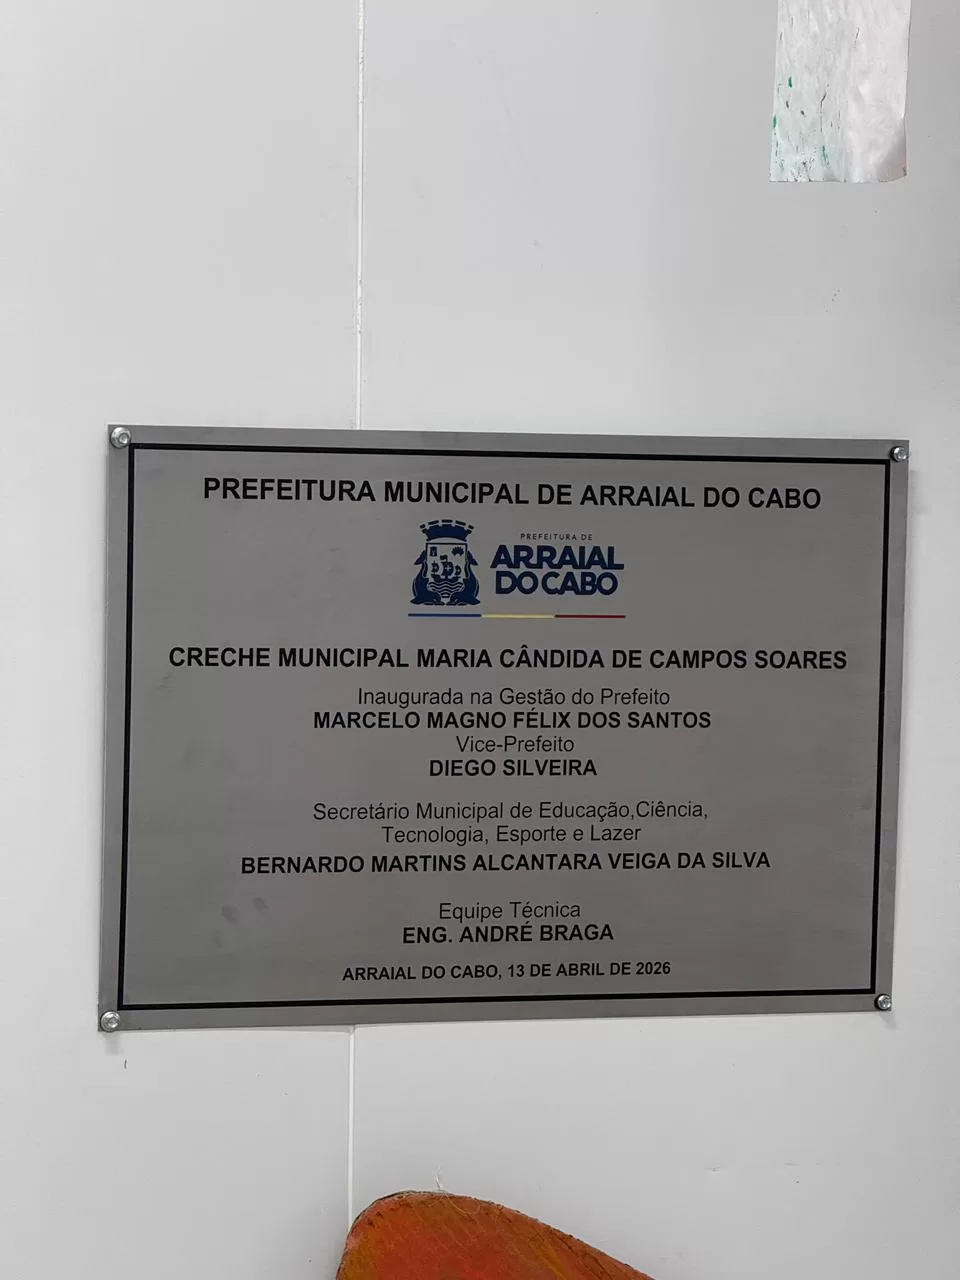 PREFEITURA MUNICIPAL DE ARRAIAL DO CABO
PREFEITURA DE
ARRAIAL
DO CABO
CRECHE MUNICIPAL MARIA CÂNDIDA DE CAMPOS SOARES
Inaugurada na Gestão do Prefeito
MARCELO MAGNO FÉLIX DOS SANTOS
Vice-Prefeito
DIEGO SILVEIRA
Secretário Municipal de Educação,Ciência,
Tecnologia, Esporte e Lazer
BERNARDO MARTINS ALCANTARA VEIGA DA SILVA
Equipe Técnica
ENG. ANDRÉ BRAGA
ARRAIAL DO CABO, 13 DE ABRIL DE 2026